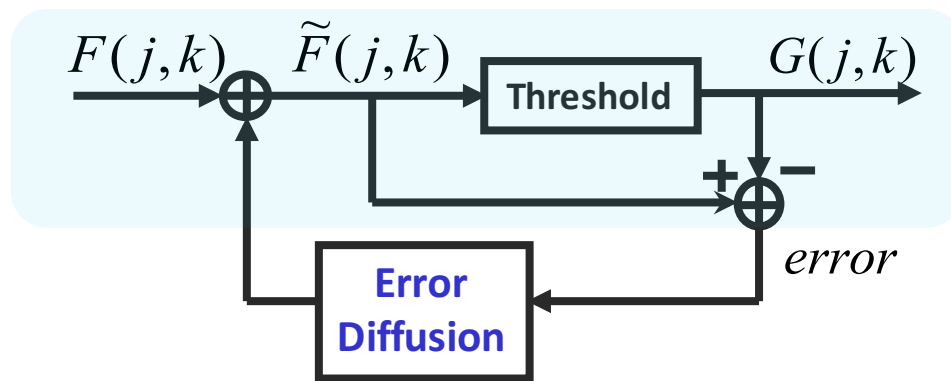 F(j,k)
F̃(j,k)
G(j,k)
Threshold
+ −
error
Error
Diffusion